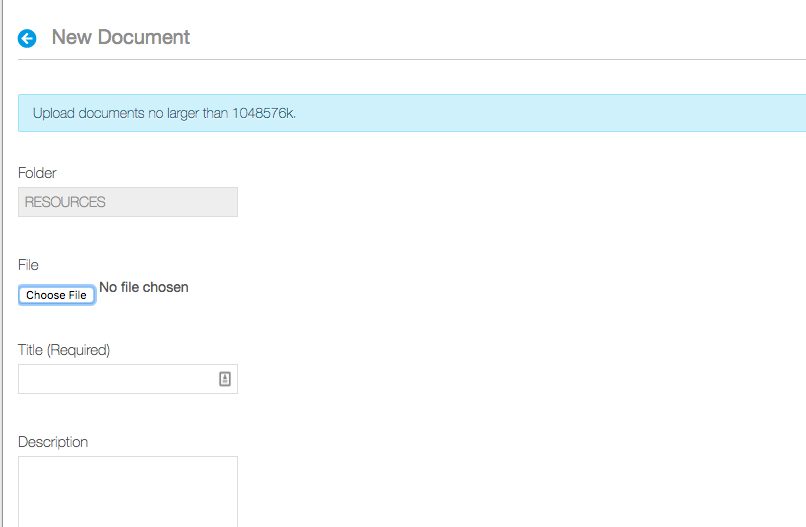 New Document
Upload documents no larger than 1048576k.
Folder
RESOURCES
File
Choose File No file chosen
Title (Required)
Description